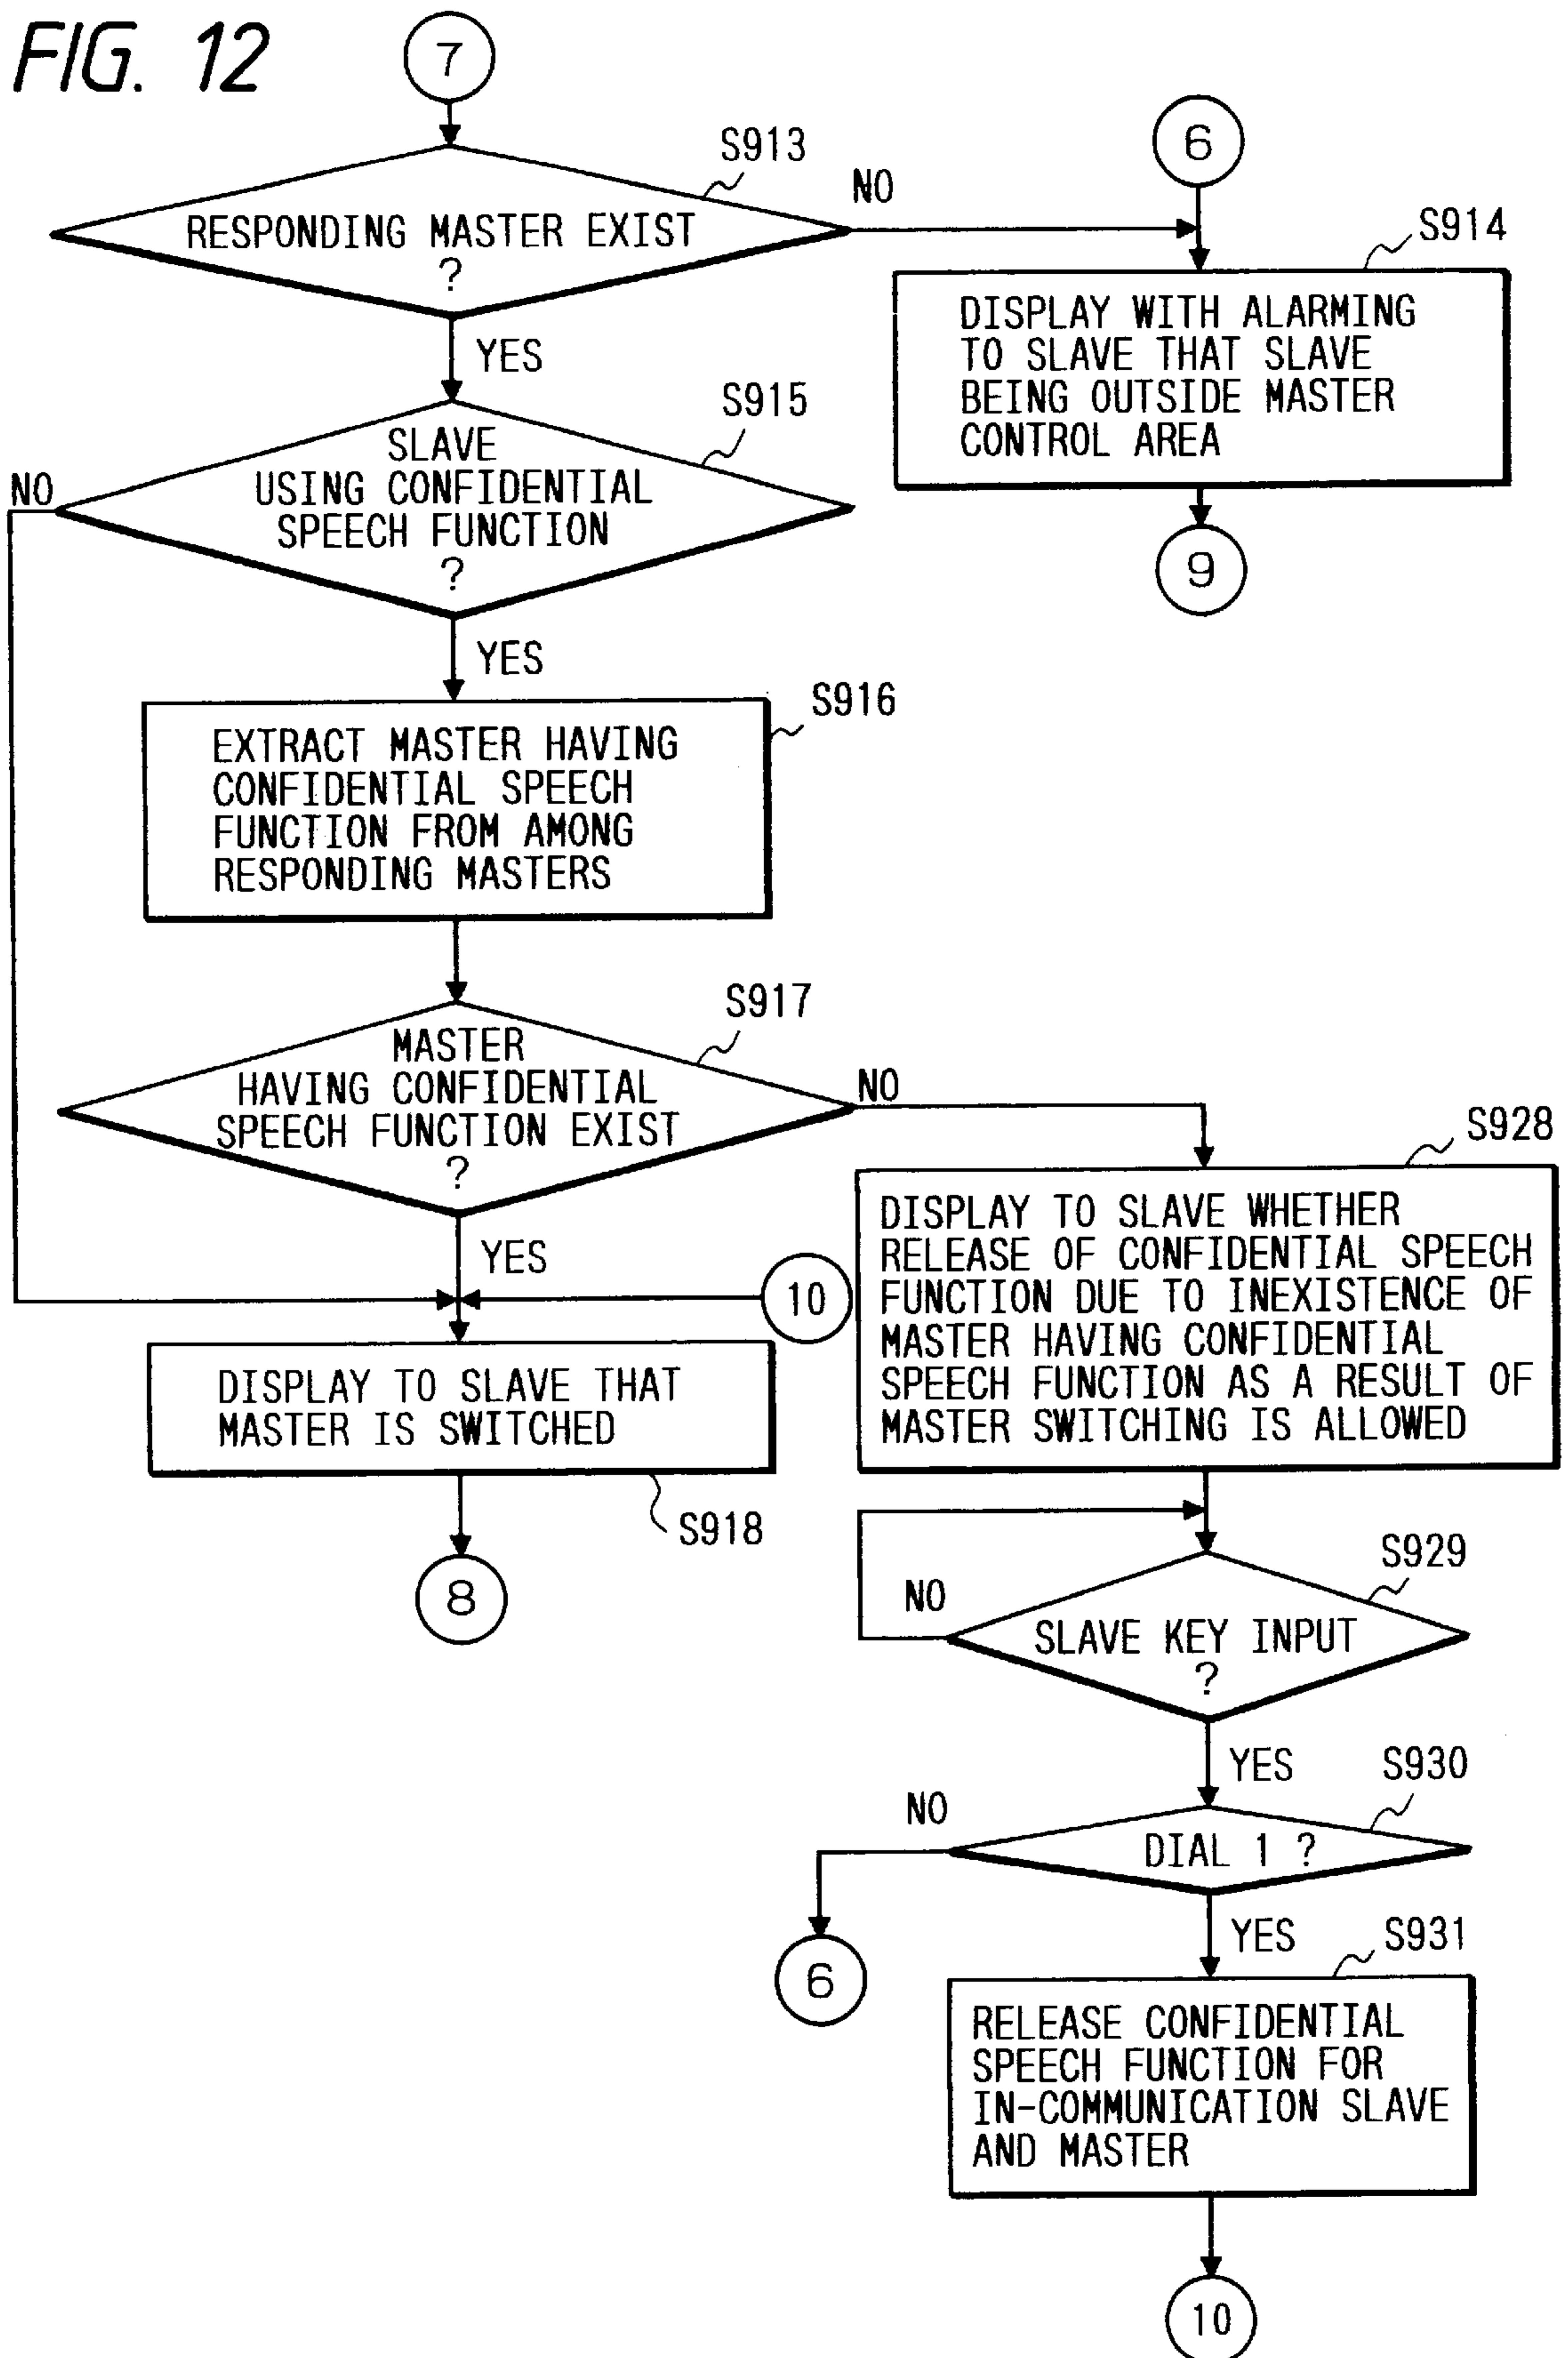 FIG. 12
7
S913
RESPONDING MASTER EXIST
?
NO
YES
6
S914
DISPLAY WITH ALARMING
TO SLAVE THAT SLAVE
BEING OUTSIDE MASTER
CONTROL AREA
9
S915
SLAVE
USING CONFIDENTIAL
SPEECH FUNCTION
?
NO
YES
S916
EXTRACT MASTER HAVING
CONFIDENTIAL SPEECH
FUNCTION FROM AMONG
RESPONDING MASTERS
S917
MASTER
HAVING CONFIDENTIAL
SPEECH FUNCTION EXIST
?
NO
YES
10
DISPLAY TO SLAVE THAT
MASTER IS SWITCHED
S918
8
S928
DISPLAY TO SLAVE WHETHER
RELEASE OF CONFIDENTIAL SPEECH
FUNCTION DUE TO INEXISTENCE OF
MASTER HAVING CONFIDENTIAL
SPEECH FUNCTION AS A RESULT OF
MASTER SWITCHING IS ALLOWED
S929
NO
SLAVE KEY INPUT
?
YES
S930
NO
DIAL 1 ?
6
YES
S931
RELEASE CONFIDENTIAL
SPEECH FUNCTION FOR
IN-COMMUNICATION SLAVE
AND MASTER
10